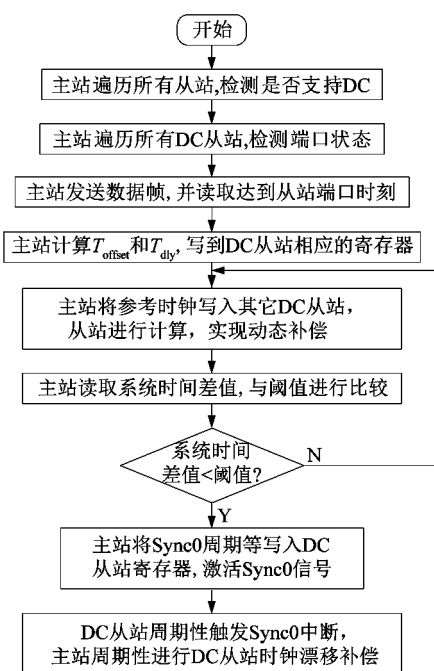 开始
主站遍历所有从站,检测是否支持DC
主站遍历所有DC从站,检测端口状态
主站发送数据帧,并读取达到从站端口时刻
主站计算Toffset和Tdly,写到DC从站相应的寄存器
主站将参考时钟写入其它DC从站，
从站进行计算，实现动态补偿
主站读取系统时间差值,与阈值进行比较
系统时间
差值<阈值?
N
Y
主站将Sync0周期等写入DC
从站寄存器,激活Sync0信号
DC从站周期性触发Sync0中断，
主站周期性进行DC从站时钟漂移补偿